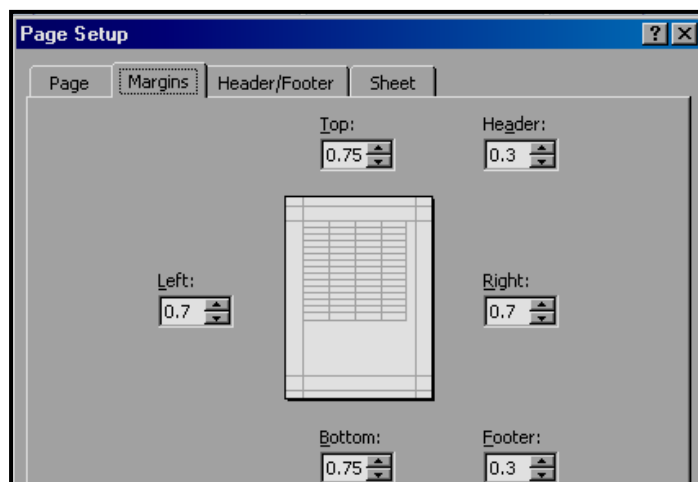 Page Setup
Page Margins Header/Footer Sheet
Top: Header:
0.75 0.3
Left: Right:
0.7 0.7
Bottom: Footer:
0.75 0.3